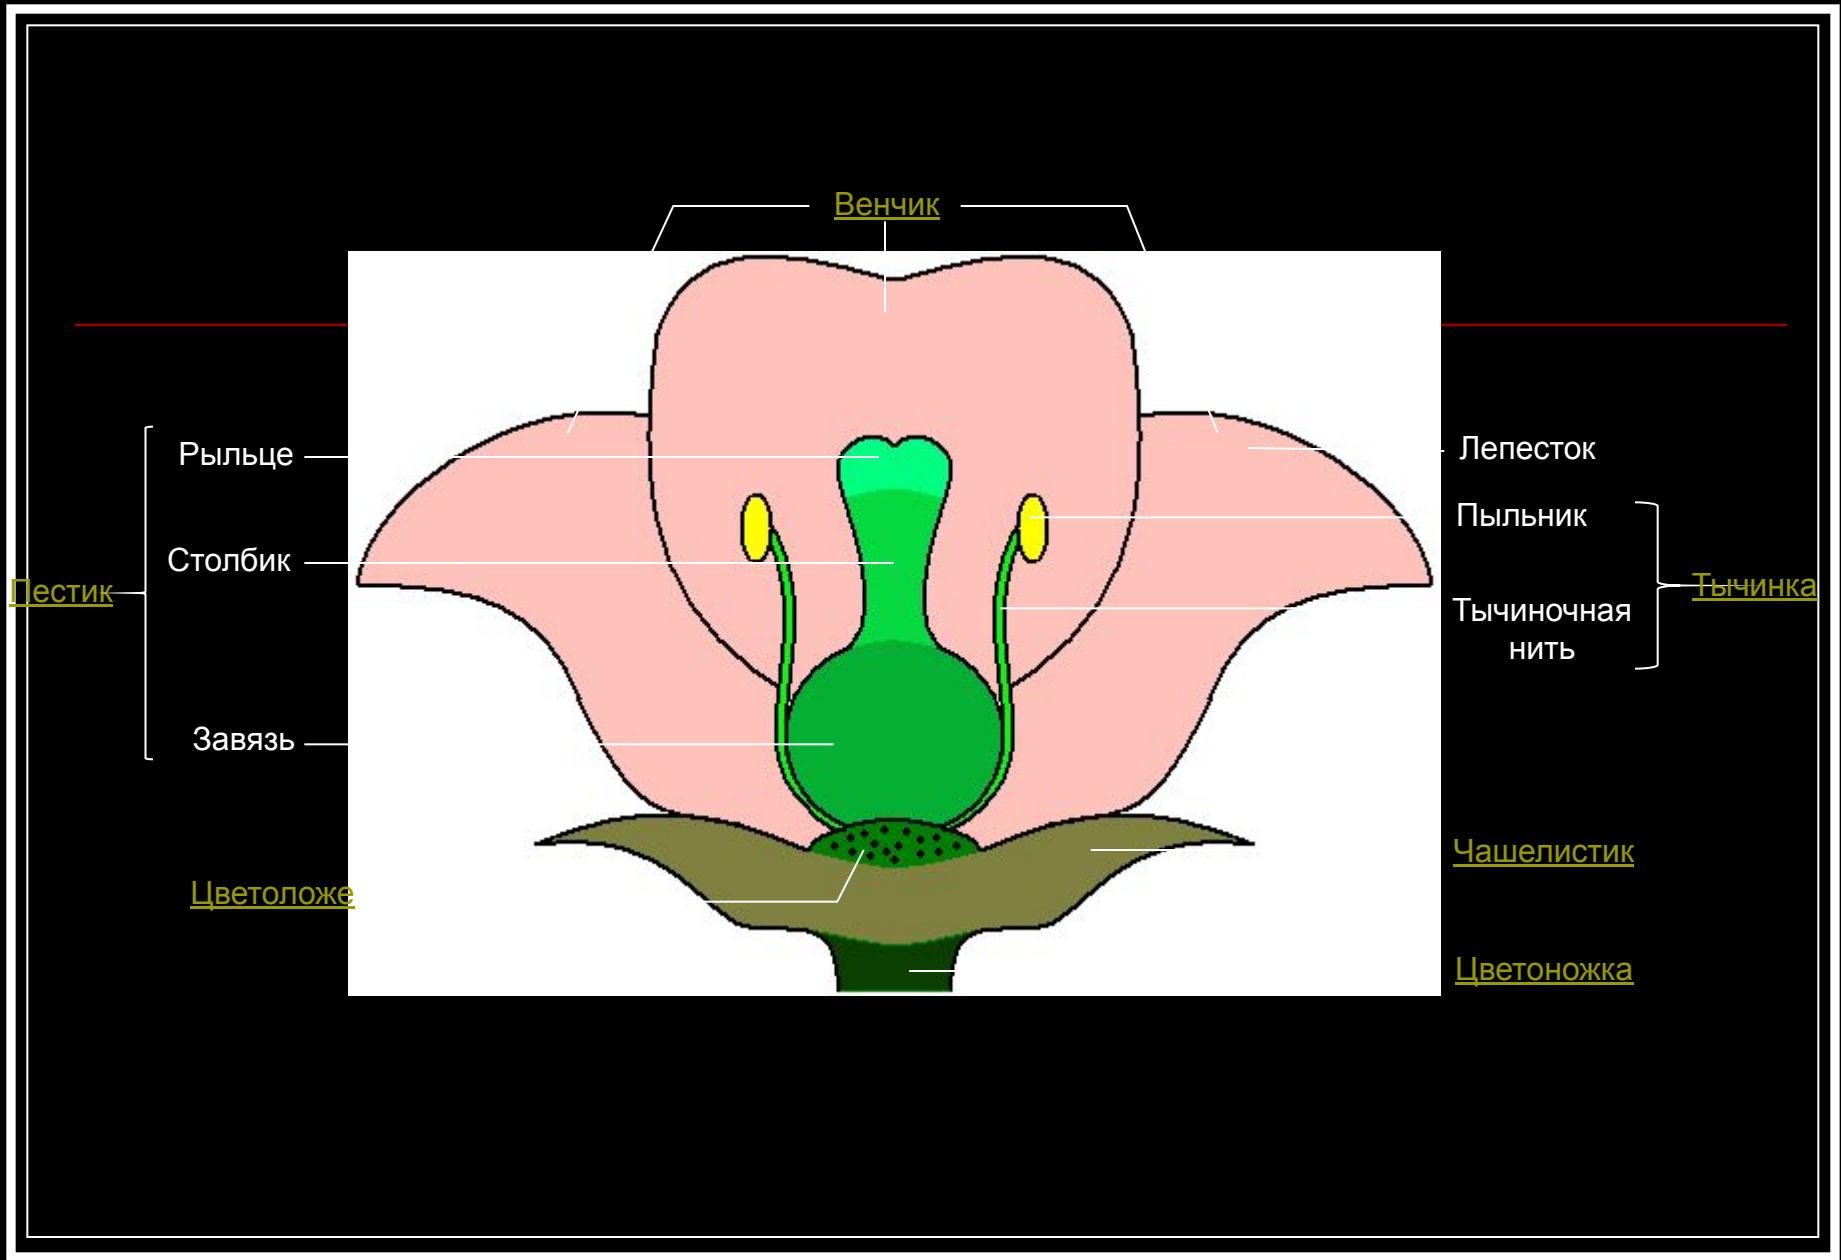 Венчик
Рыльце
Столбик
Пестик
Завязь
Цветоложе
Лепесток
Пыльник
Тычинка
Тычиночная
нить
Чашелистик
Цветоножка